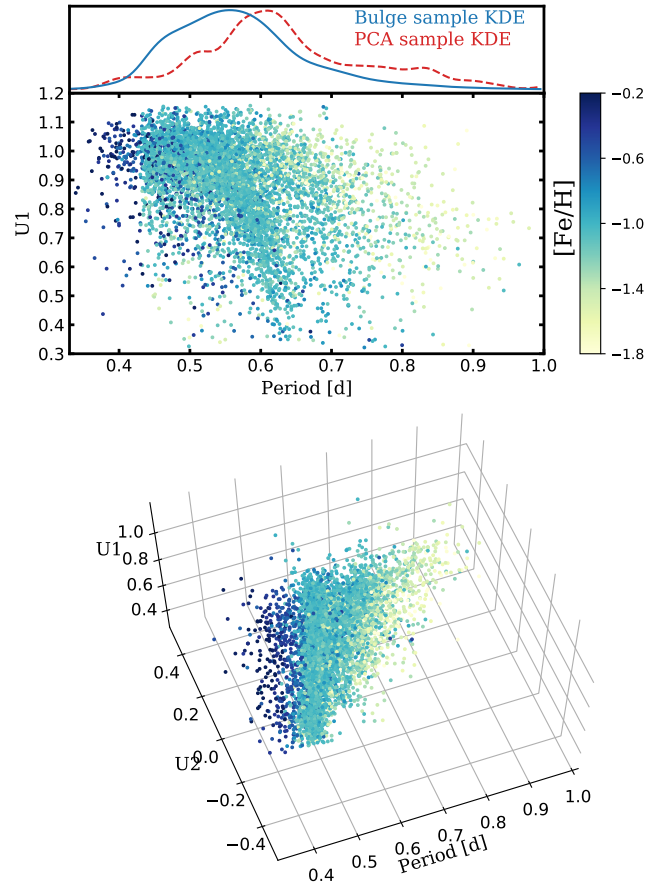 Bulge sample KDE
PCA sample KDE
1.2
1.1
1.0
0.9
0.8
0.7
0.6
0.5
0.4
0.3
U1
0.4 0.5 0.6 0.7 0.8 0.9 1.0
Period [d]
−0.2
−0.6
−1.0
−1.4
−1.8
[Fe/H]
1.0
0.8
0.6
0.4
U1
0.4
0.2
0.0
−0.2
−0.4
U2
0.4 0.5 0.6 0.7 0.8 0.9 1.0
Period [d]